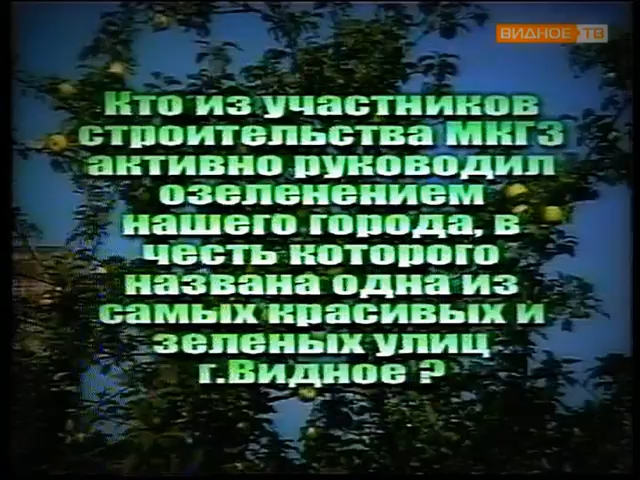 ВИДНОЕ ТВ
Кто из участников
строительства МКГЗ
активно руководил
озеленением
нашего города, в
честь которого
названа одна из
самых красивых и
зеленых улиц
г.Видное ?